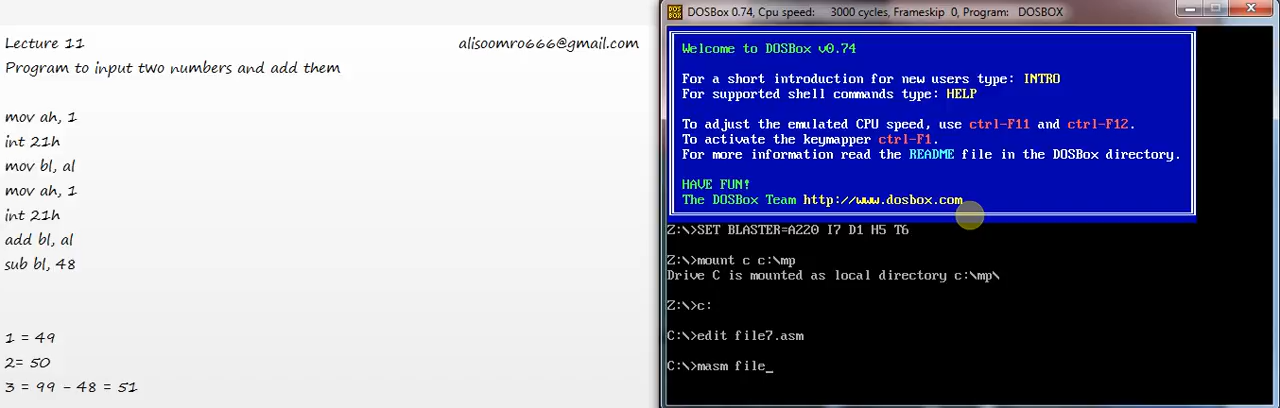 Lecture 11
alisoomro666@gmail.com
Program to input two numbers and add them
mov ah, 1
int 21h
mov bl, al
mov ah, 1
int 21h
add bl, al
sub bl, 48
1 = 49
2= 50
3 = 99 - 48 = 51
DOS BOX
DOSBox 0.74, Cpu speed: 3000 cycles, Frameskip 0, Program: DOSBOX
Welcome to DOSBox v0.74
For a short introduction for new users type: INTRO
For supported shell commands type: HELP
To adjust the emulated CPU speed, use ctrl-F11 and ctrl-F12.
To activate the keymapper ctrl-F1.
For more information read the README file in the DOSBox directory.
HAVE FUN!
The DOSBox Team http://www.dosbox.com
Z:\>SET BLASTER=A220 I7 D1 H5 T6
Z:\>mount c c:\mp
Drive C is mounted as local directory c:\mp\
Z:\>c:
C:\>edit file7.asm
C:\>masm file_